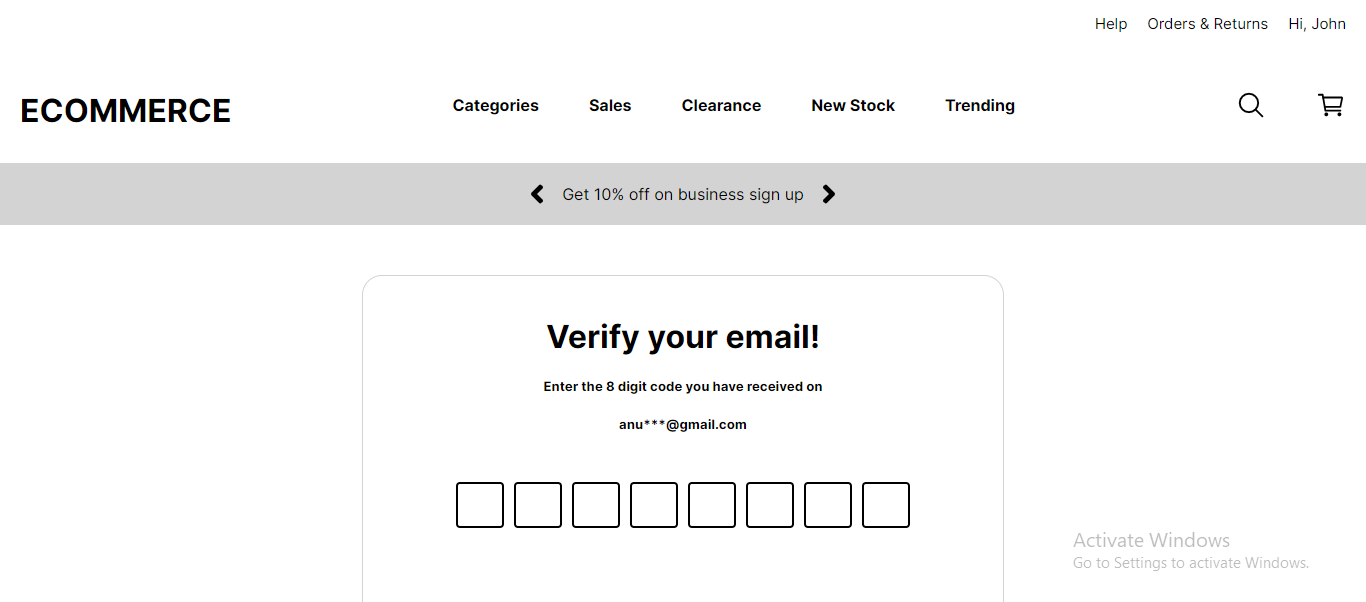 Help Orders & Returns Hi, John
ECOMMERCE Categories Sales Clearance New Stock Trending
Get 10% off on business sign up
Verify your email!
Enter the 8 digit code you have received on
anu***@gmail.com
Activate Windows
Go to Settings to activate Windows.